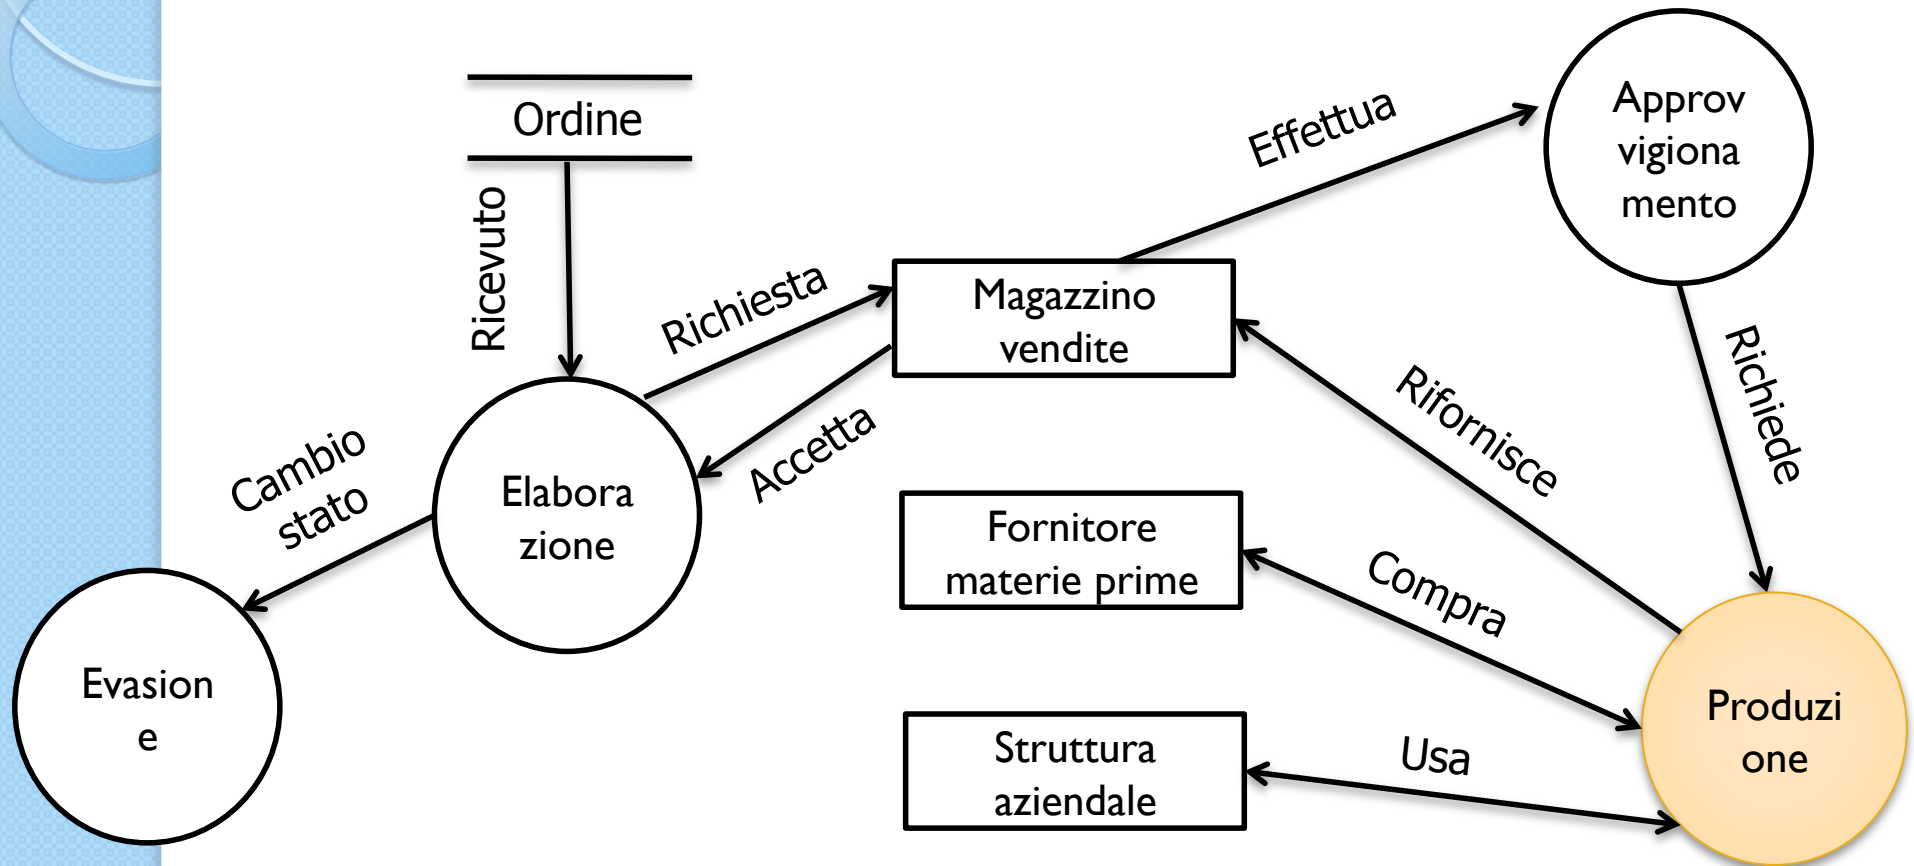 Ordine
Ricevuto
Richiesta
Accetta
Cambio
stato
Elabora
zione
Evasion
e
Magazzino
vendite
Effettua
Approv
vigiona
mento
Richiede
Rifornisce
Fornitore
materie prime
Compra
Struttura
aziendale
Usa
Produzi
one